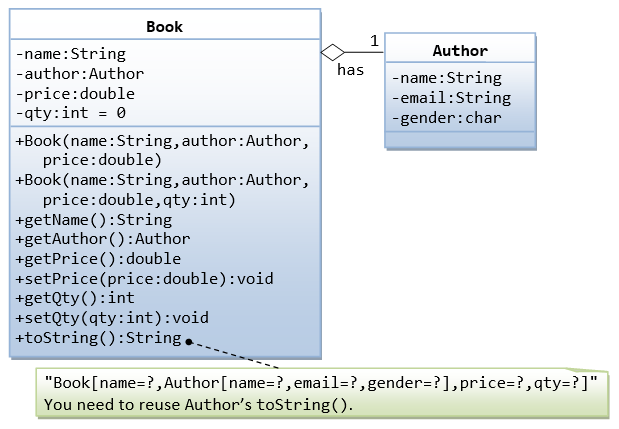 Book
-name:String
-author:Author
-price:double
-qty:int = 0
+Book(name:String,author:Author,
price:double)
+Book(name:String,author:Author,
price:double,qty:int)
+getName():String
+getAuthor():Author
+getPrice():double
+setPrice(price:double):void
+getQty():int
+setQty(qty:int):void
+toString():String
1
has
Author
-name:String
-email:String
-gender:char
"Book[name=?,Author[name=?,email=?,gender=?],price=?,qty=?]"
You need to reuse Author’s toString().